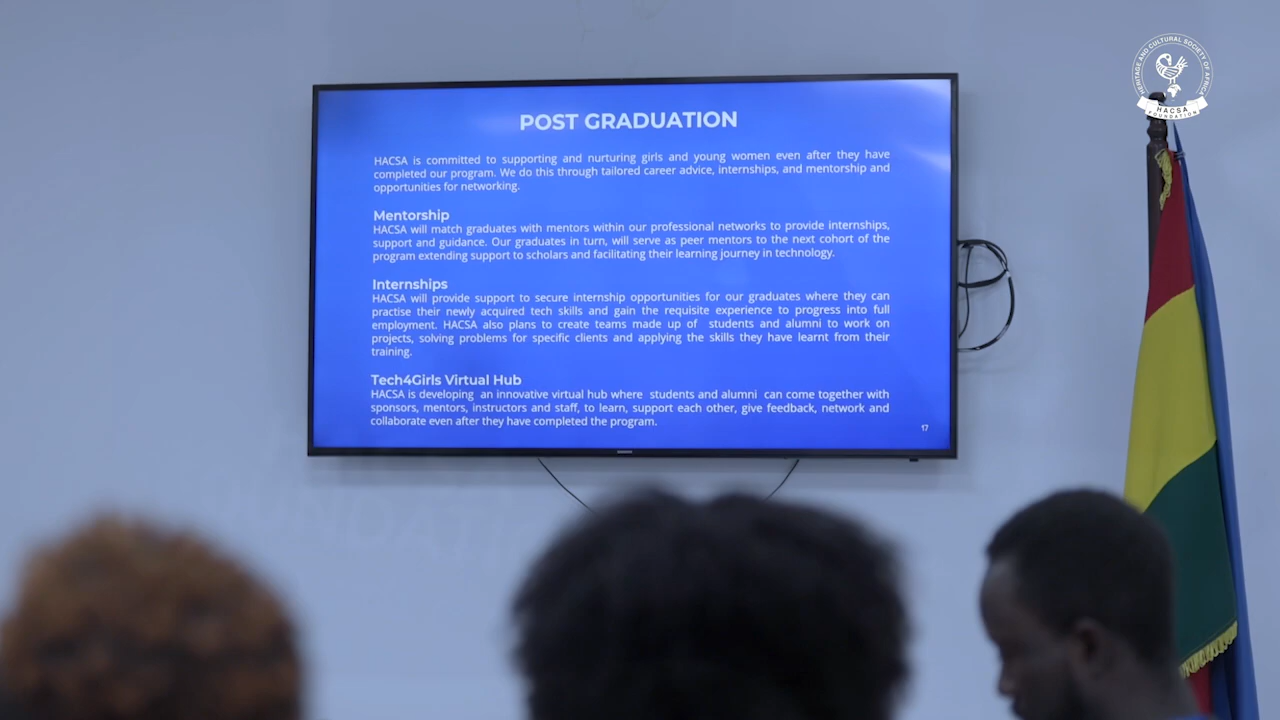 POST GRADUATION
HACSA is committed to supporting and nurturing girls and young women even after they have
completed our program. We do this through tailored career advice, internships, and mentorship and
opportunities for networking.
Mentorship
HACSA will match graduates with mentors within our professional networks to provide internships,
support and guidance. Our graduates in turn, will serve as peer mentors to the next cohort of the
program extending support to scholars and facilitating their learning journey in technology.
Internships
HACSA will provide support to secure internship opportunities for our graduates where they can
practise their newly acquired tech skills and gain the requisite experience to progress into full
employment. HACSA also plans to create teams made up of students and alumni to work on
projects, solving problems for specific clients and applying the skills they have learnt from their
training.
Tech4Girls Virtual Hub
HACSA is developing an innovative virtual hub where students and alumni can come together with
sponsors, mentors, instructors and staff, to learn, support each other, give feedback, network and
collaborate even after they have completed the program.
17
HERITAGE AND CULTURAL SOCIETY OF AFRICA
HACSA
FOUNDATION